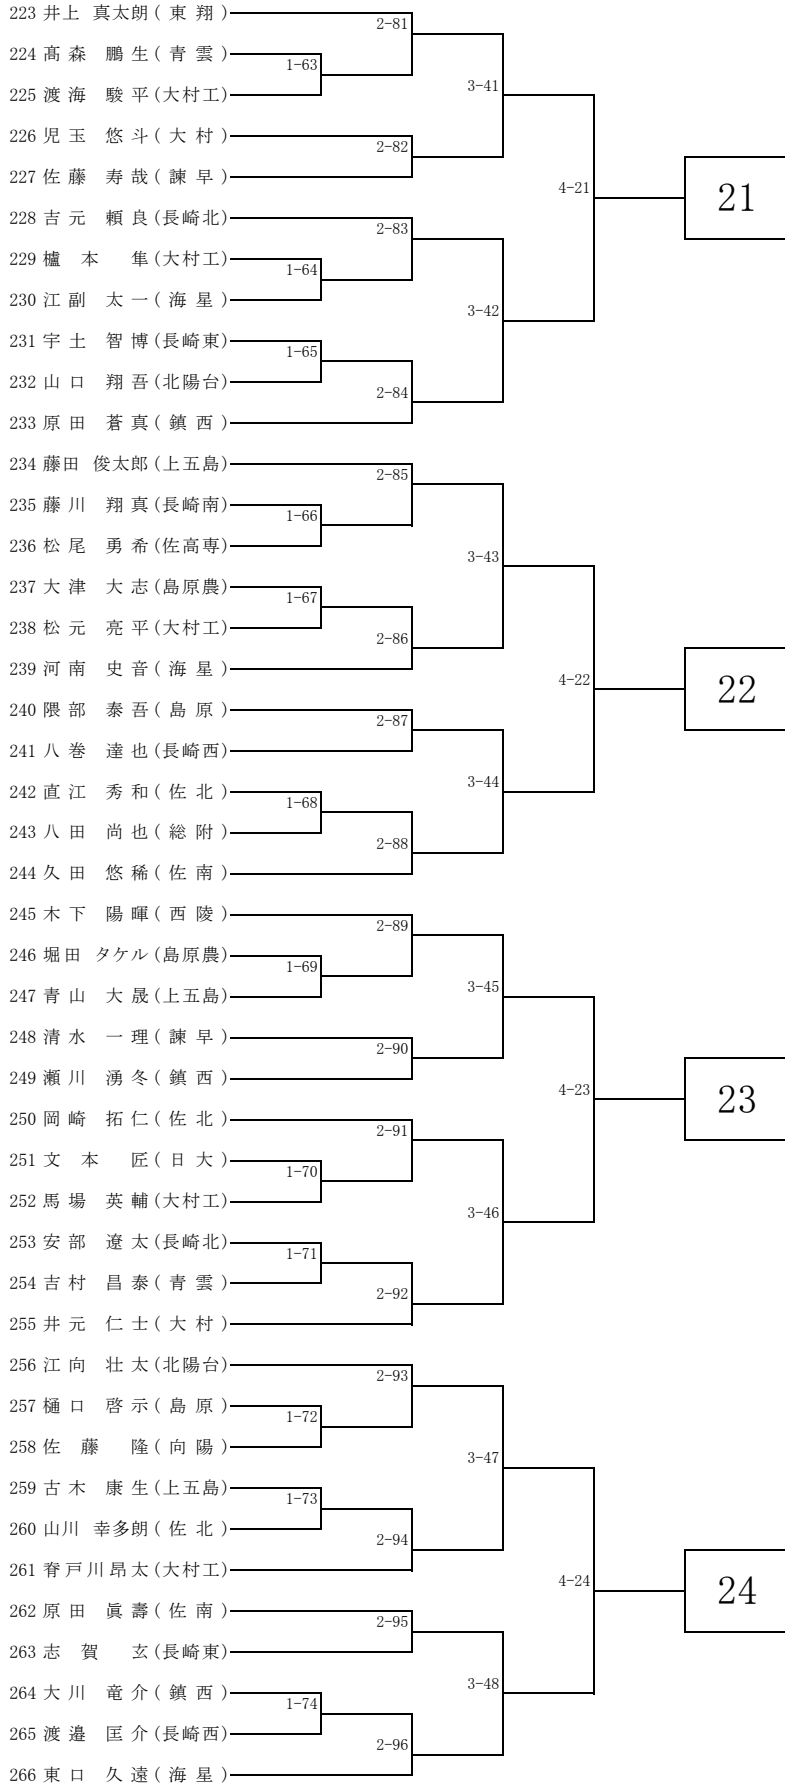 223 井上 真太朗 ( 東 翔 )
2-81
224 髙 森 鵬 生 ( 青 雲 )
1-63
225 渡 海 駿 平 (大村工)
3-41
226 児 玉 悠 斗 ( 大 村 )
2-82
227 佐 藤 寿 哉 ( 諫 早 )
4-21
21
228 吉 元 頼 良 (長崎北)
2-83
229 樨 本 隼 (大村工)
1-64
230 江 副 太 一 ( 海 星 )
3-42
231 宇 土 智 博 (長崎東)
1-65
232 山 口 翔 吾 (北陽台)
2-84
233 原 田 蒼 真 ( 鎮 西 )
234 藤田 俊太郎 (上五島)
2-85
235 藤 川 翔 真 (長崎南)
1-66
236 松 尾 勇 希 (佐高専)
3-43
237 大 津 大 志 (島原農)
1-67
238 松 元 亮 平 (大村工)
2-86
239 河 南 史 音 ( 海 星 )
4-22
22
240 隈 部 泰 吾 ( 島 原 )
2-87
241 八 巻 達 也 (長崎西)
3-44
242 直 江 秀 和 ( 佐 北 )
1-68
243 八 田 尚 也 ( 総 附 )
2-88
244 久 田 悠 稀 ( 佐 南 )
245 木 下 陽 暉 ( 西 陵 )
2-89
246 堀田 タケル (島原農)
1-69
247 青 山 大 晟 (上五島)
3-45
248 清 水 一 理 ( 諫 早 )
2-90
249 瀬 川 湧 冬 ( 鎮 西 )
4-23
23
250 岡 崎 拓 仁 ( 佐 北 )
2-91
251 文 本 匠 ( 日 大 )
1-70
252 馬 場 英 輔 (大村工)
3-46
253 安 部 遼 太 (長崎北)
1-71
254 吉 村 昌 泰 ( 青 雲 )
2-92
255 井 元 仁 士 ( 大 村 )
256 江 向 壮 太 (北陽台)
2-93
257 樋 口 啓 示 ( 島 原 )
1-72
258 佐 藤 隆 ( 向 陽 )
3-47
259 古 木 康 生 (上五島)
1-73
260 山川 幸多朗 ( 佐 北 )
2-94
261 脊戸川昂太 (大村工)
4-24
24
262 原 田 眞 壽 ( 佐 南 )
2-95
263 志 賀 玄 (長崎東)
3-48
264 大 川 竜 介 ( 鎮 西 )
1-74
265 渡 邉 匡 介 (長崎西)
2-96
266 東 口 久 遠 ( 海 星 )